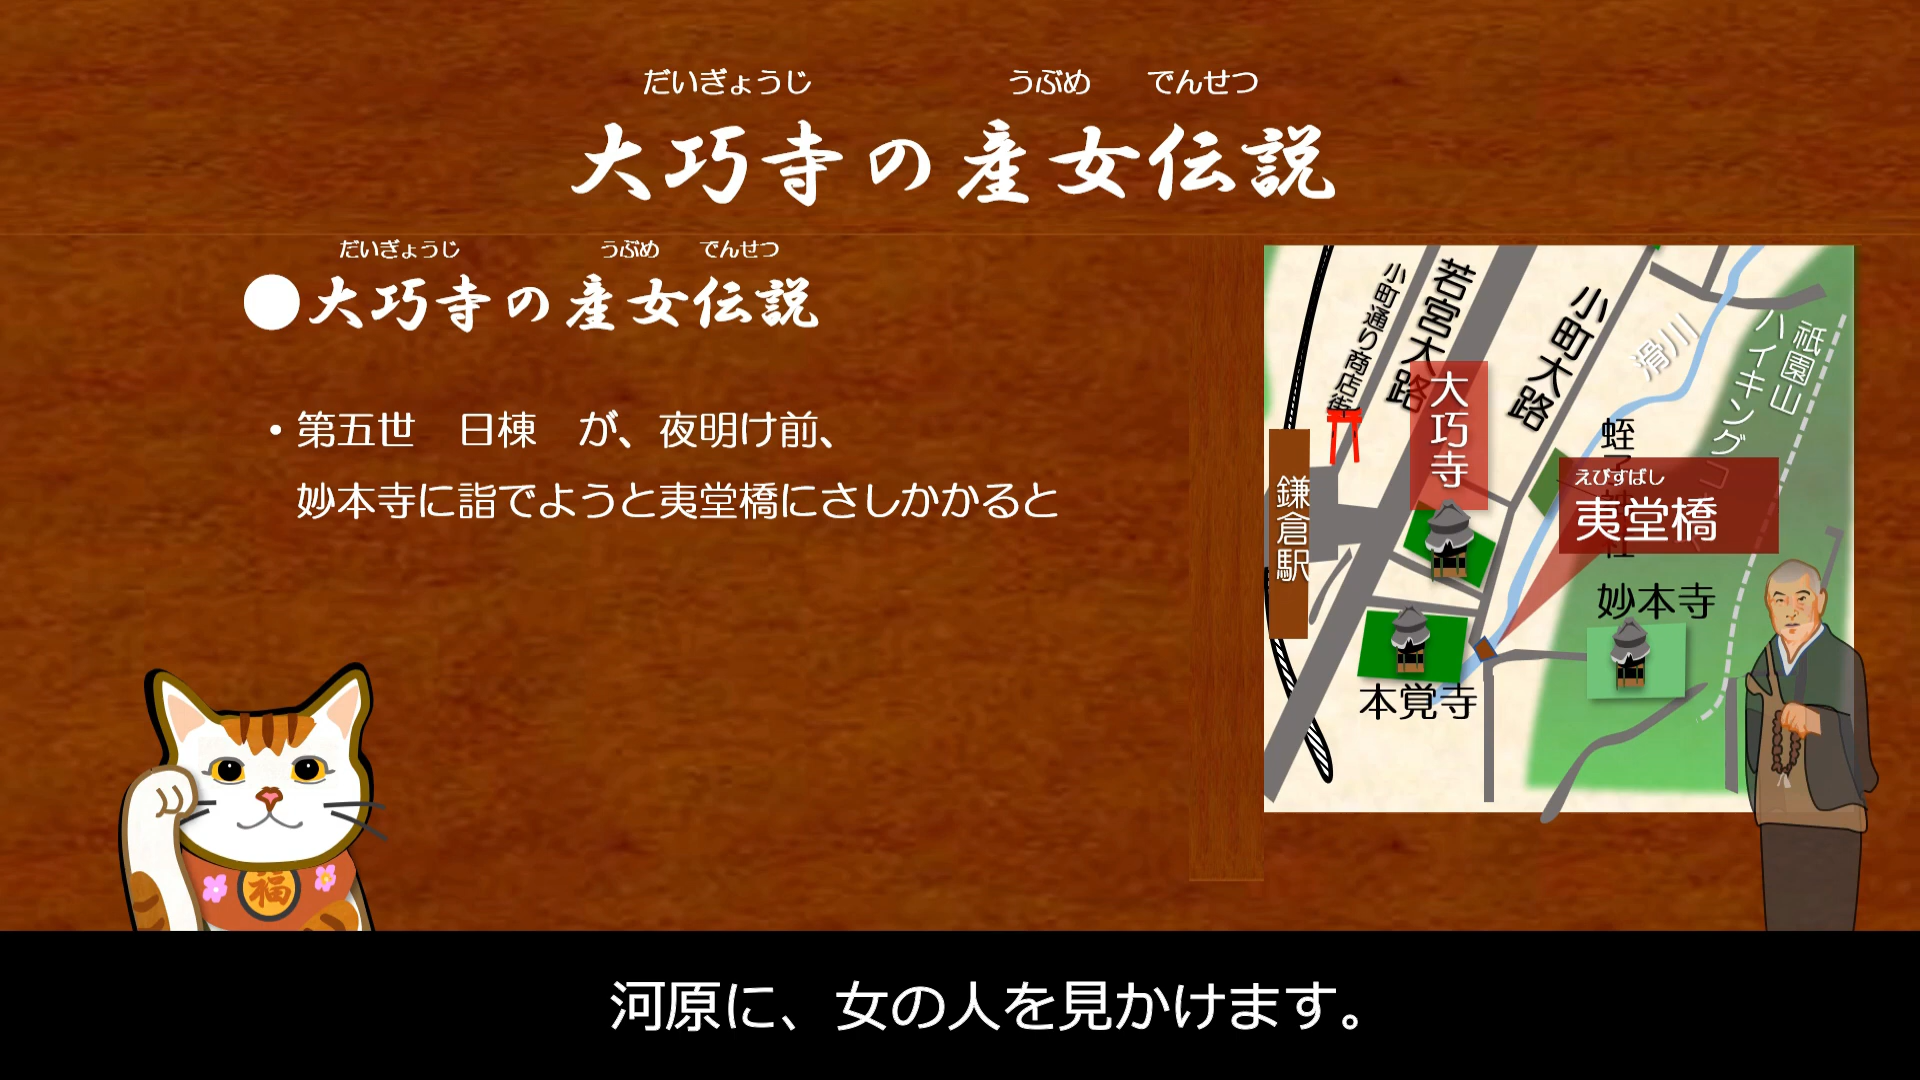 だいぎょうじ うぶめ でんせつ
大巧寺の産女伝説
だいぎょうじ うぶめ でんせつ
●大巧寺の産女伝説
・第五世 日棟 が、夜明け前、
妙本寺に詣でようと夷堂橋にさしかかると
小町通り商店街
若宮大路
小町大路
滑川
祇園山
ハイキングコ
大巧寺
蛭
えびすばし
夷堂橋
鎌倉駅
妙本寺
本覚寺
福
河原に、女の人を見かけます。